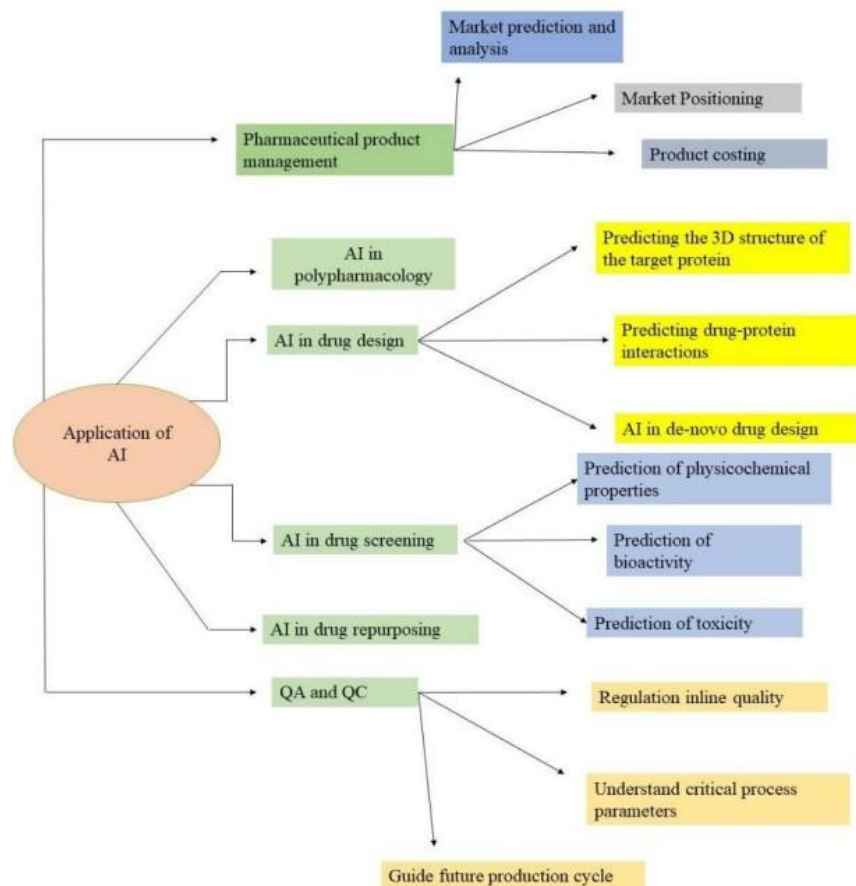 Market prediction and
analysis
Market Positioning
Pharmaceutical product
management
Product costing
AI in
polypharmacology
Predicting the 3D structure of
the target protein
AI in drug design
Predicting drug-protein
interactions
AI in de-novo drug design
Application of
AI
Prediction of physicochemical
properties
AI in drug screening
Prediction of
bioactivity
Prediction of toxicity
AI in drug repurposing
QA and QC
Regulation inline quality
Understand critical process
parameters
Guide future production cycle